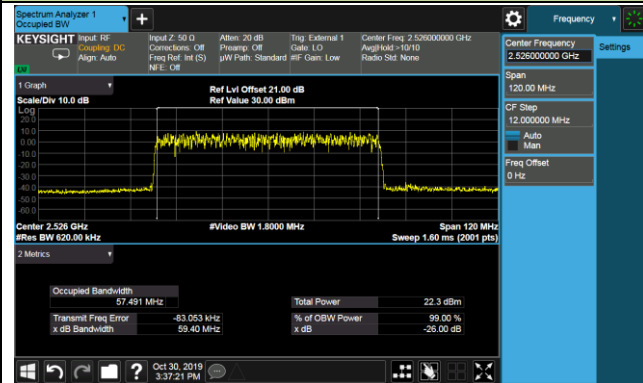 Spectrum Analyzer 1
Occupied BW
Frequency
KEYSIGHT
Input: RF
Coupling: DC
Align: Auto
Input Z: 50 Ω
Corrections: Off
Freq Ref: Int (S)
NFE: Off
Atten: 20 dB
Preamp: Off
µW Path: Standard
Trig: External 1
Gate: LO
#IF Gain: Low
Center Freq: 2.526000000 GHz
Avg|Hold:>10/10
Radio Std: None
Center Frequency
2.526000000 GHz
Settings
Span
120.00 MHz
CF Step
12.000000 MHz
Auto
Man
Freq Offset
0 Hz
1 Graph
Scale/Div 10.0 dB
Ref Lvl Offset 21.00 dB
Ref Value 30.00 dBm
Log
20.0
10.0
0.00
-10.0
-20.0
-30.0
-40.0
-50.0
-60.0
Center 2.526 GHz
#Res BW 620.00 kHz
#Video BW 1.8000 MHz
Span 120 MHz
Sweep 1.60 ms (2001 pts)
2 Metrics
Occupied Bandwidth
57.491 MHz
Total Power 22.3 dBm
Transmit Freq Error -83.053 kHz
% of OBW Power 99.00 %
x dB Bandwidth 59.40 MHz
x dB -26.00 dB
Oct 30, 2019
3:37:21 PM